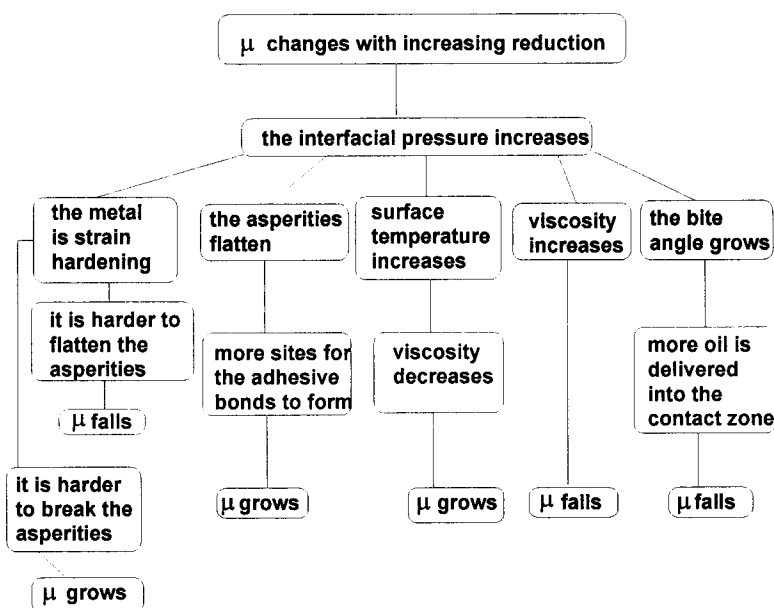 μ changes with increasing reduction
the interfacial pressure increases
the metal
is strain
hardening
it is harder to
flatten the
asperities
μ falls
it is harder
to break the
asperities
μ grows
the asperities
flatten
more sites for
the adhesive
bonds to form
μ grows
surface
temperature
increases
viscosity
decreases
μ grows
viscosity
increases
μ falls
the bite
angle grows
more oil is
delivered
into the
contact zone
μ falls